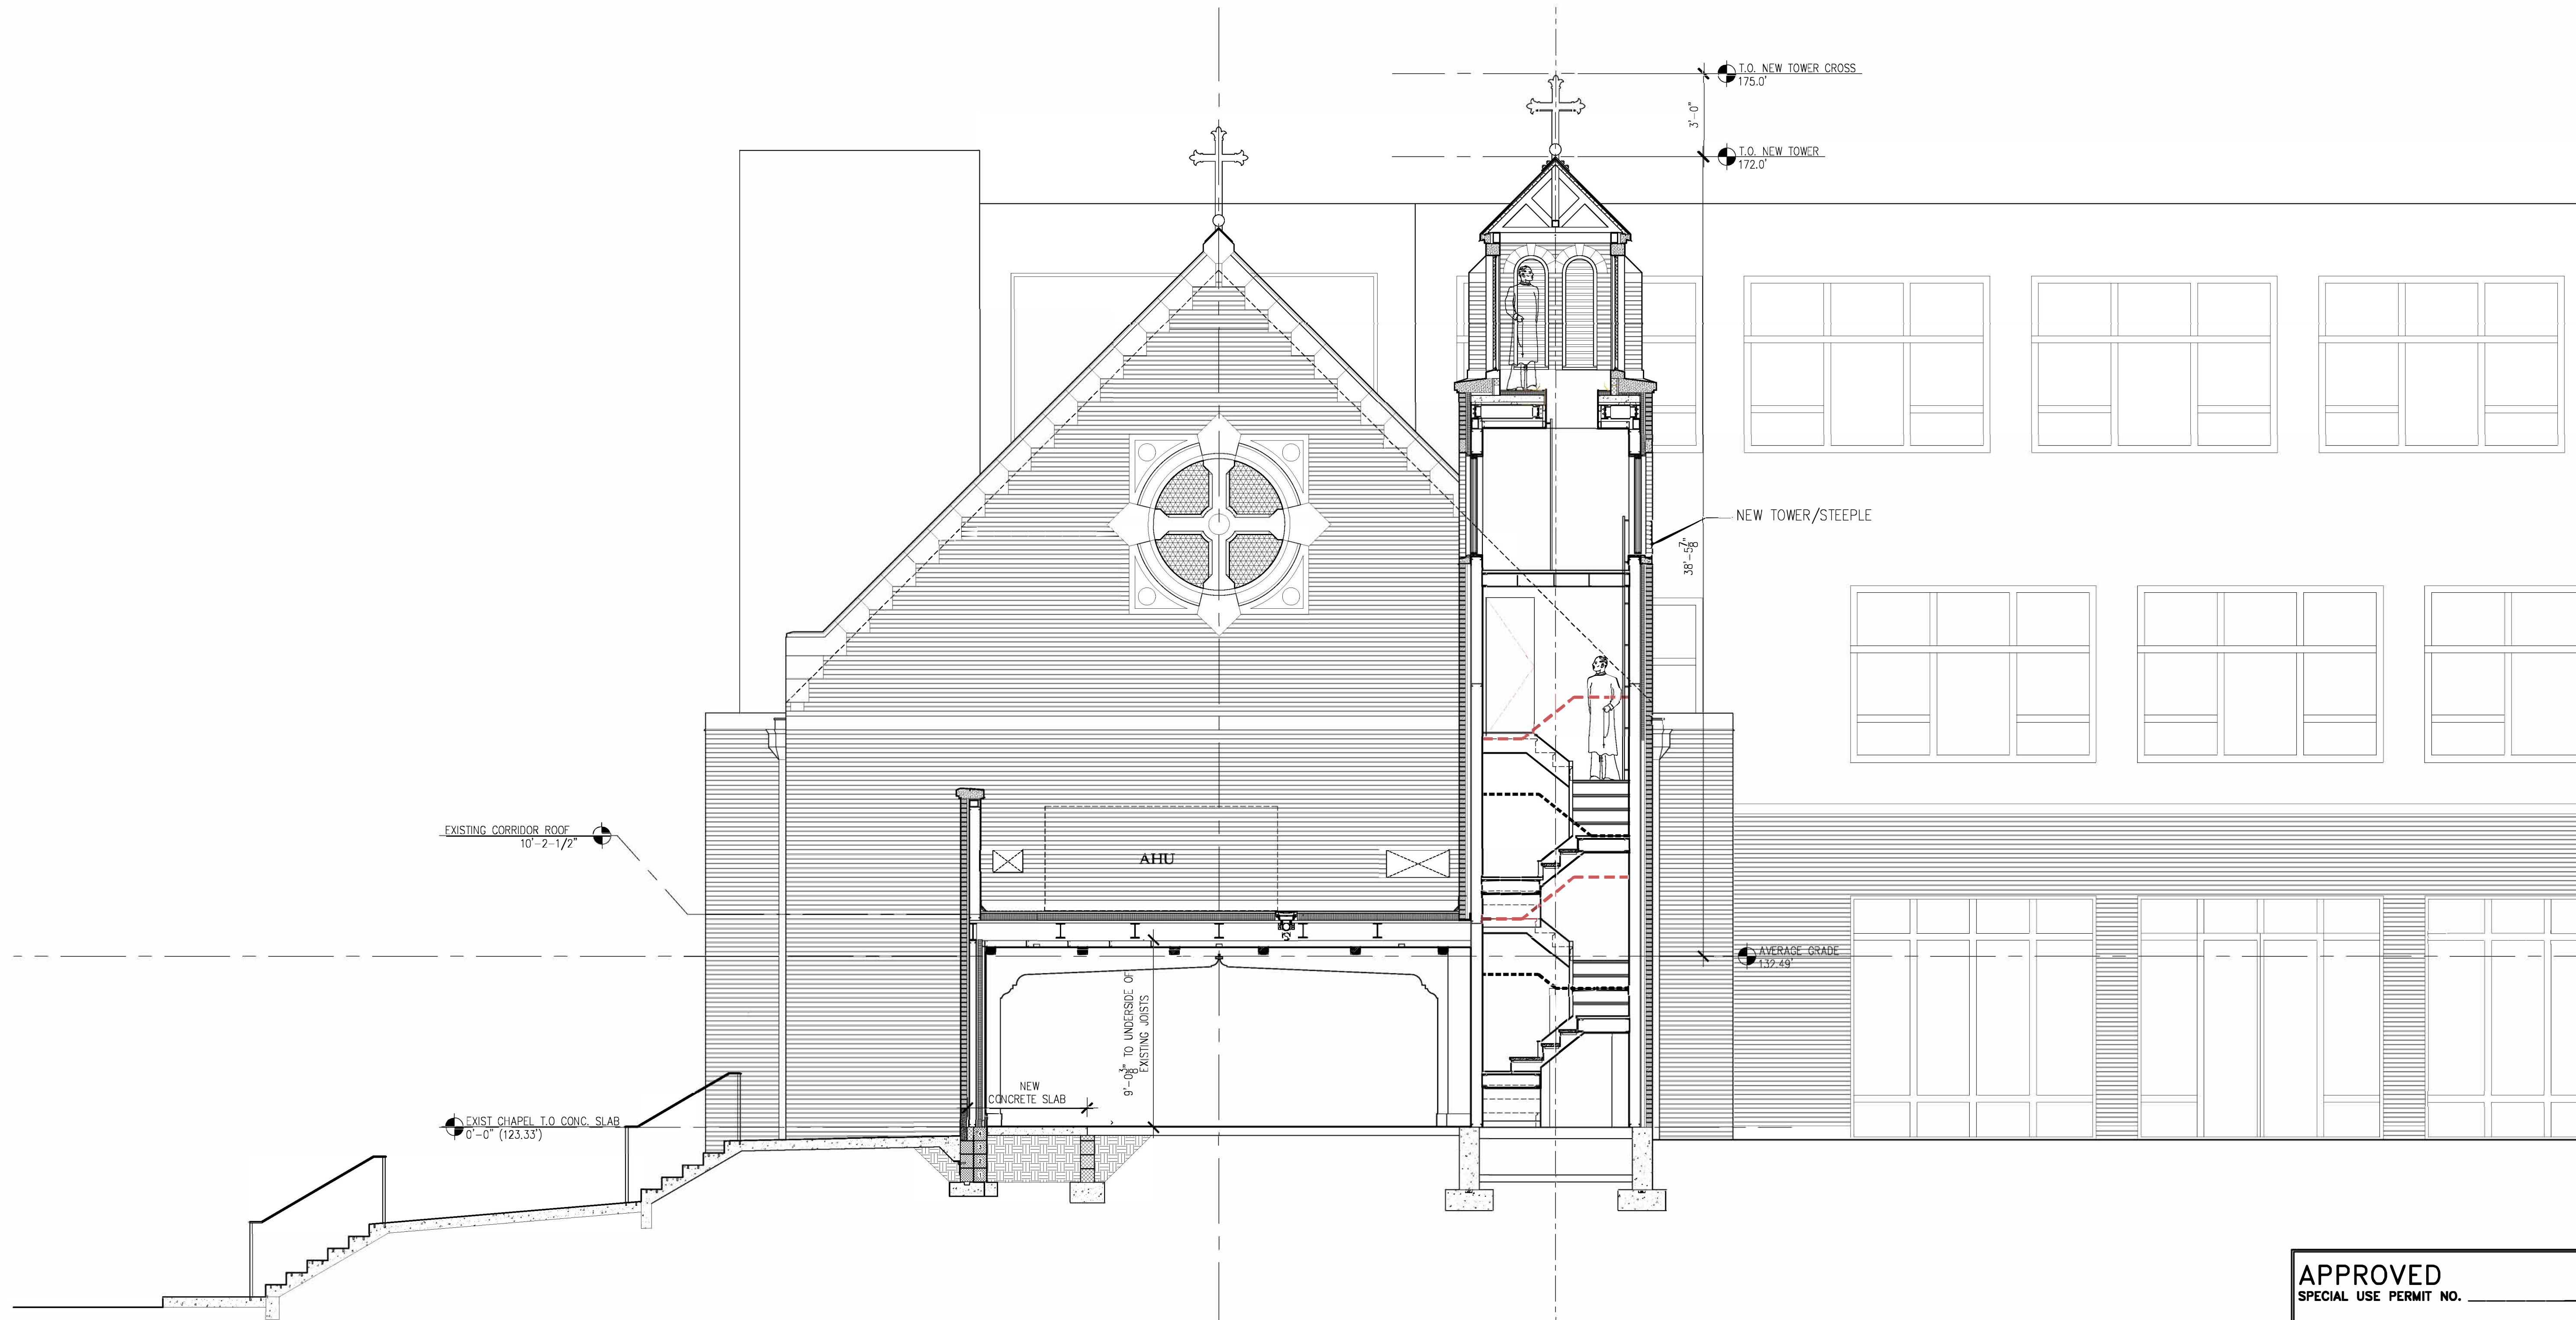 T.O. NEW TOWER CROSS
175.0'
3'-0"
T.O. NEW TOWER
172.0'
NEW TOWER/STEEPLE
38'-5 7/8"
EXISTING CORRIDOR ROOF
10'-2-1/2"
AHU
AVERAGE GRADE
132.49'
9'-0 3/8" TO UNDERSIDE OF
EXISTING JOISTS
NEW
CONCRETE SLAB
EXIST CHAPEL T.O CONC. SLAB
0'-0" (123.33')
APPROVED
SPECIAL USE PERMIT NO.